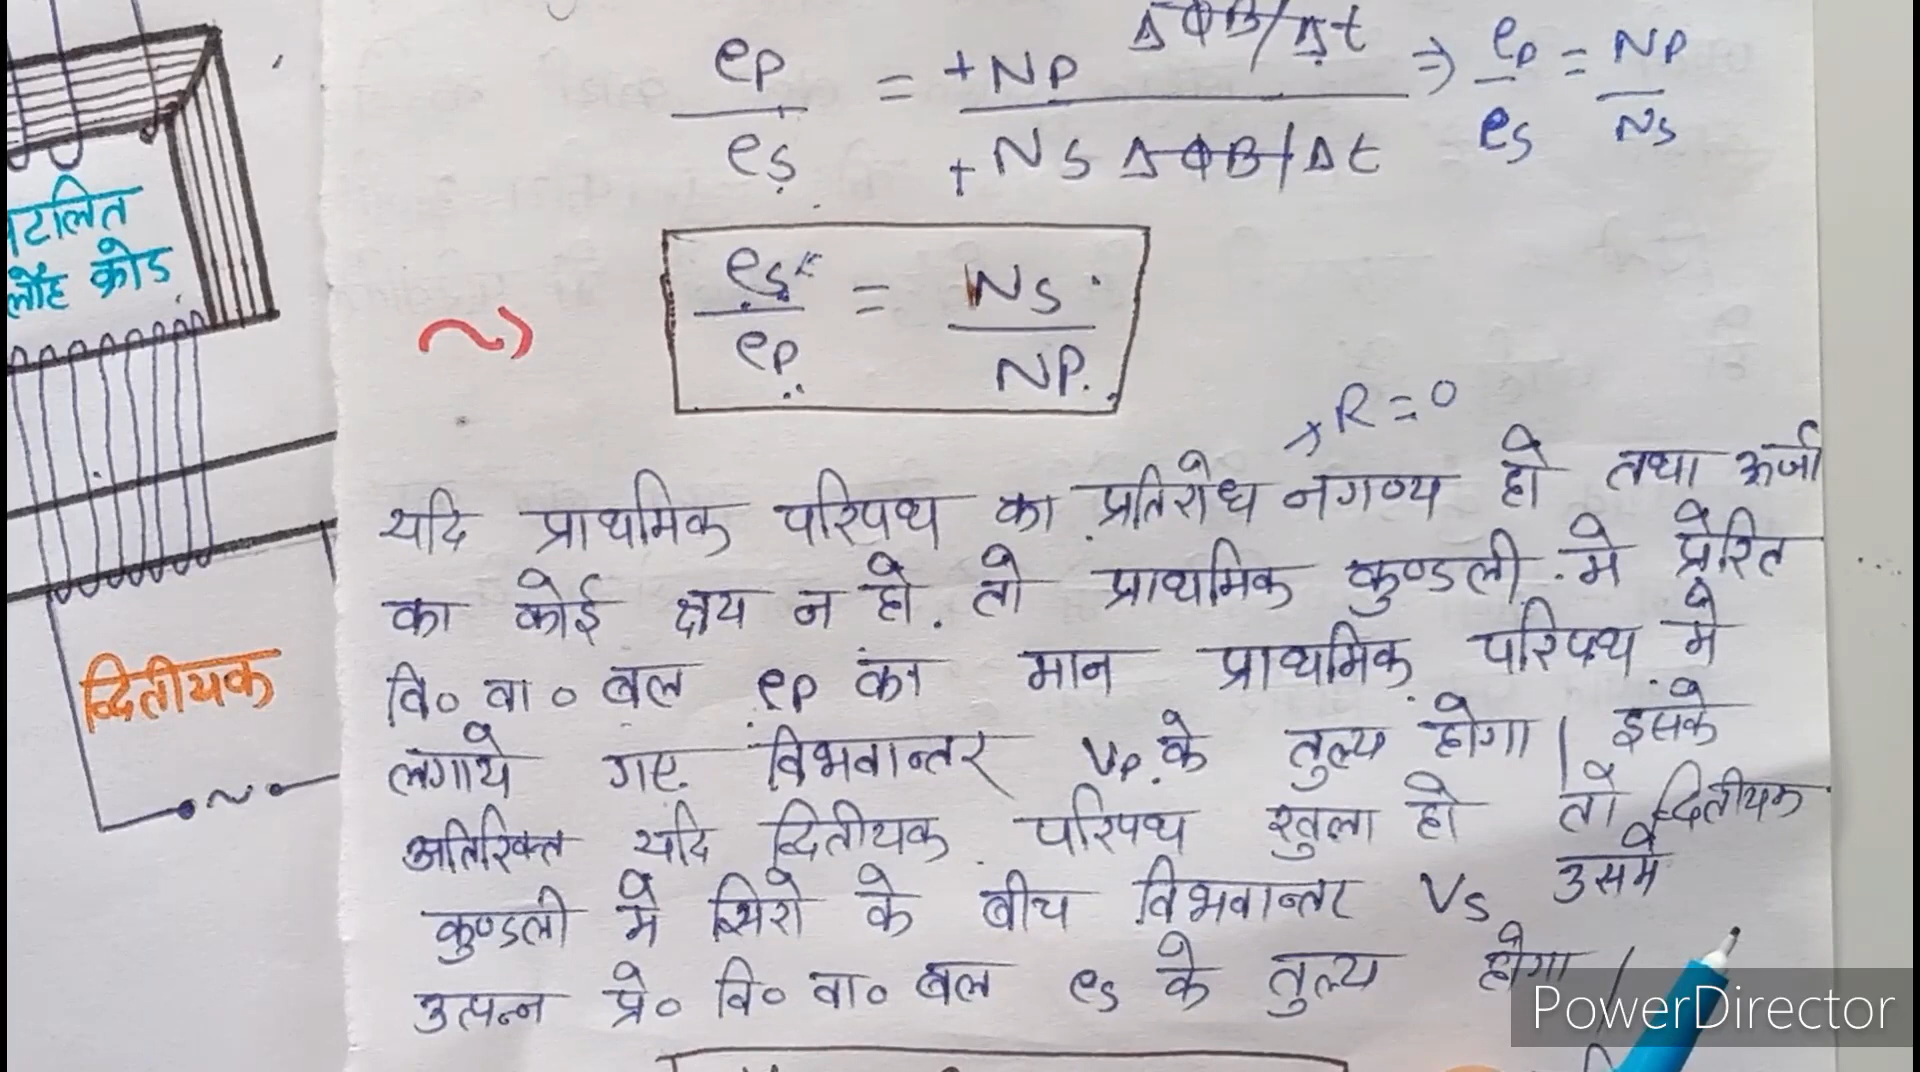 eP / eS = +NP ΔΦB/Δt / +NS ΔΦB/Δt ⇒ eP / eS = NP / NS
eS / eP = NS / NP
पटलित
लौह क्रोड
R = 0
यदि प्राथमिक परिपथ का प्रतिरोध नगण्य हो तथा ऊर्जा
का कोई क्षय न हो. तो प्राथमिक कुण्डली मे प्रेरित
वि० वा० बल eP का मान प्राथमिक परिपथ मे
लगाये गए विभवान्तर VP के तुल्य होगा। इसके
अतिरिक्त यदि द्वितीयक परिपथ खुला हो तो द्वितीयक
कुण्डली मे सिरो के बीच विभवान्तर VS उसमे
उत्पन्न प्रे० वि० वा० बल eS के तुल्य होगा।
द्वितीयक
PowerDirector